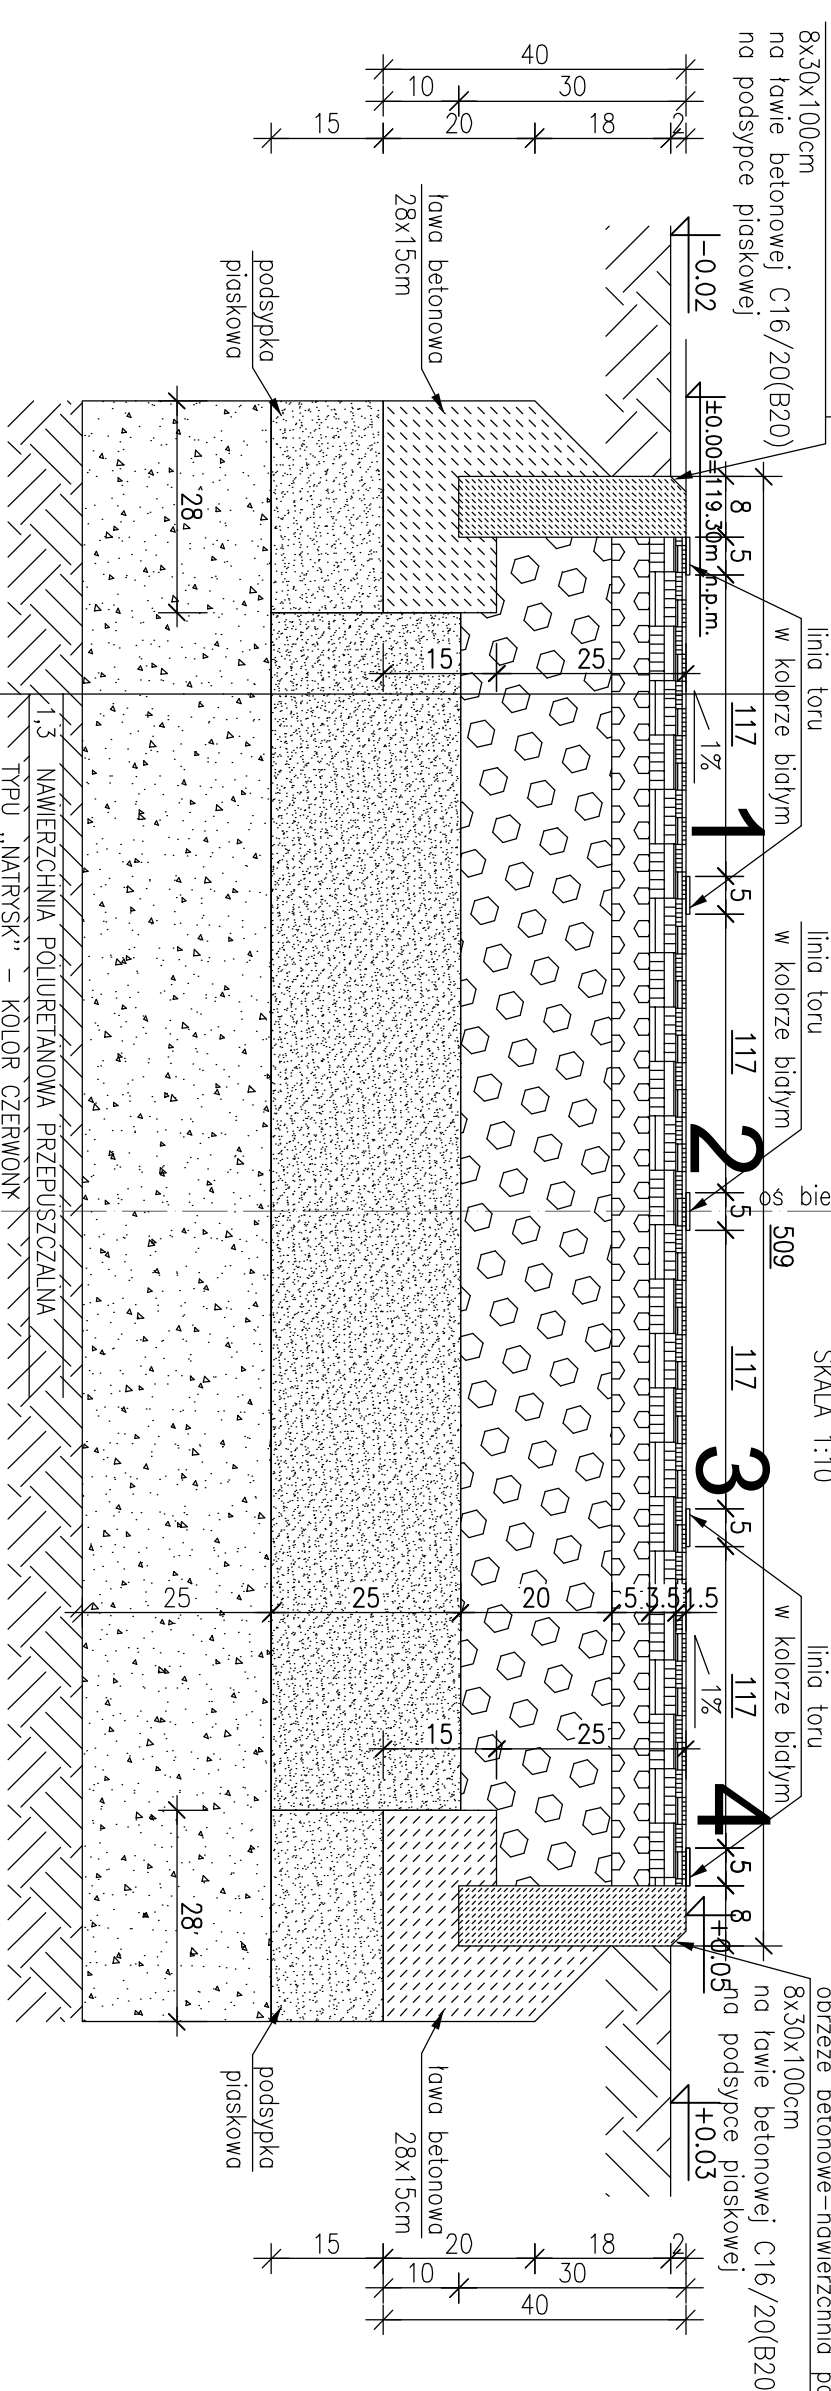 8x30x100cm
na ławie betonowej C16/20(B20)
na podsypce piaskowej
40
10
30
15
20
18
2
-0.02
±0.00=119.30m n.p.m.
ława betonowa
28x15cm
podsypka
piaskowa
28
8
5
15
25
linia toru
w kolorze białym
117
1%
1
5
linia toru
w kolorze białym
117
2
5
509
SKALA 1:10
117
3
5
linia toru
w kolorze białym
117
1%
4
5
8
+0.05
+0.03
25
25
20
5
3.5
1.5
15
25
28
obrzeże betonowe-nawierzchnia
8x30x100cm
na ławie betonowej C16/20(B20
na podsypce piaskowej
ława betonowa
28x15cm
podsypka
piaskowa
15
20
18
2
10
30
40
1,3 NAWIERZCHNIA POLIURETANOWA PRZEPUSZCZALNA
TYPU „NATRYSK" – KOLOR CZERWONY